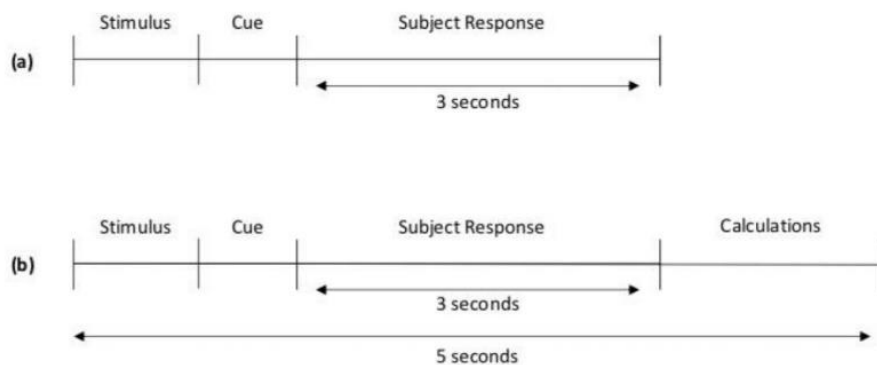 Stimulus Cue Subject Response
(a)
3 seconds
Stimulus Cue Subject Response Calculations
(b)
3 seconds
5 seconds